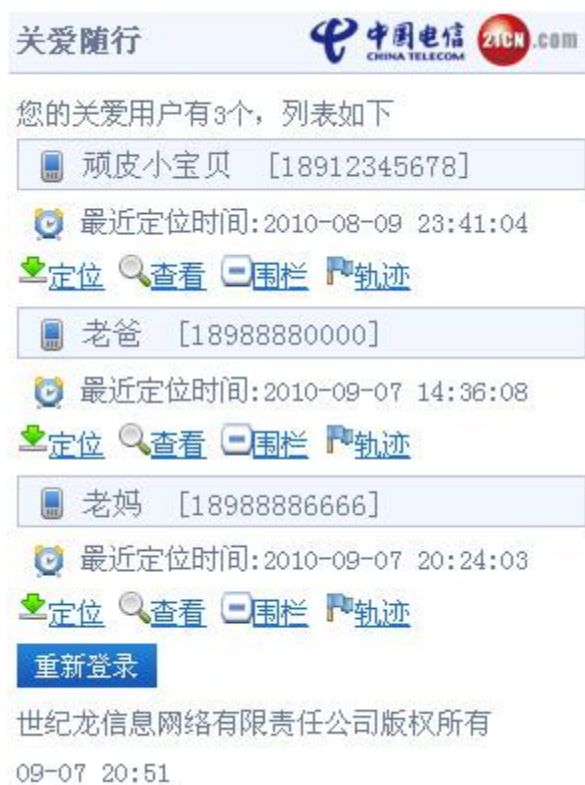 关爱随行 中国电信 CHINA TELECOM 21CN.com
您的关爱用户有3个，列表如下
顽皮小宝贝 [18912345678]
最近定位时间:2010-08-09 23:41:04
定位 查看 围栏 轨迹
老爸 [18988880000]
最近定位时间:2010-09-07 14:36:08
定位 查看 围栏 轨迹
老妈 [18988886666]
最近定位时间:2010-09-07 20:24:03
定位 查看 围栏 轨迹
重新登录
世纪龙信息网络有限责任公司版权所有
09-07 20:51